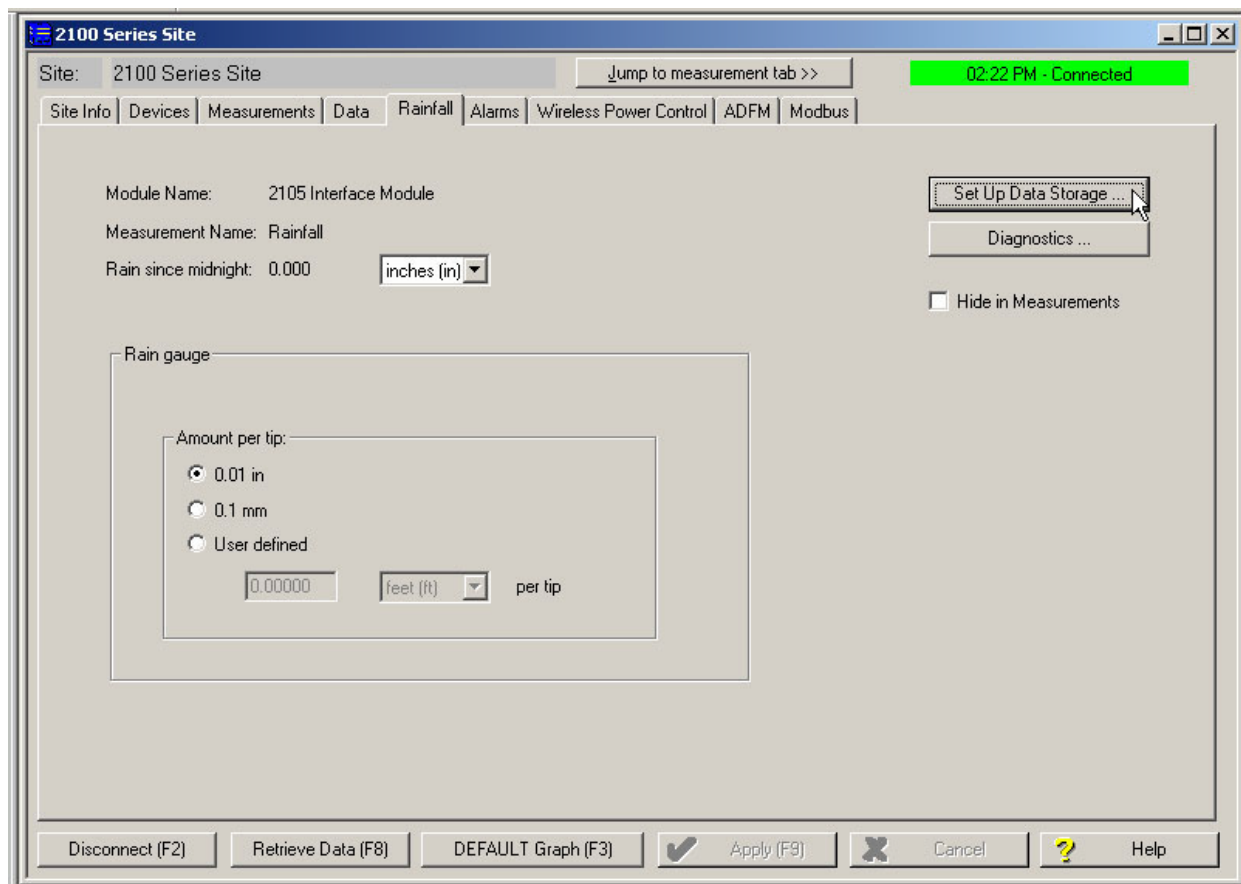 2100 Series Site
Site: 2100 Series Site Jump to measurement tab >> 02:22 PM - Connected
Site Info Devices Measurements Data Rainfall Alarms Wireless Power Control ADFM Modbus
Module Name: 2105 Interface Module Set Up Data Storage ...
Measurement Name: Rainfall Diagnostics ...
Rain since midnight: 0.000 inches (in)
Hide in Measurements
Rain gauge
Amount per tip:
0.01 in
0.1 mm
User defined
0.00000 feet (ft) per tip
Disconnect (F2) Retrieve Data (F8) DEFAULT Graph (F3) Apply (F9) Cancel ? Help